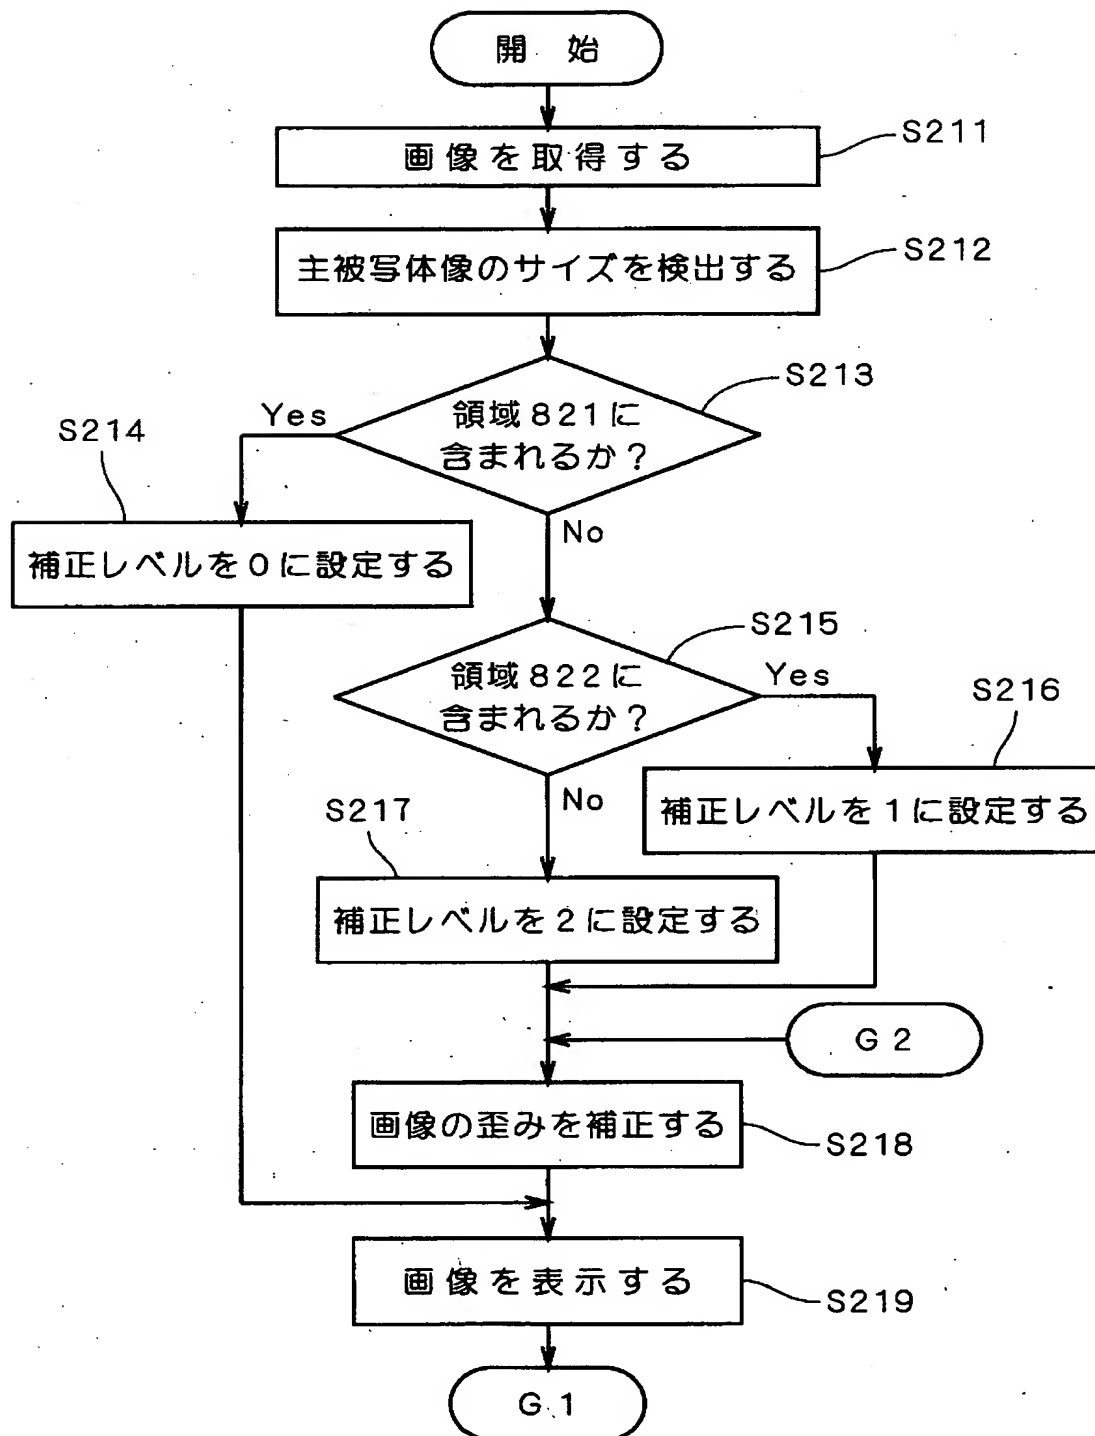 開始
画像を取得する
S211
主被写体像のサイズを検出する
S212
S213
領域821に
含まれるか？
Yes
S214
No
補正レベルを0に設定する
S215
領域822に
含まれるか？
Yes
S216
No
補正レベルを1に設定する
S217
補正レベルを2に設定する
G2
画像の歪みを補正する
S218
画像を表示する
S219
G1